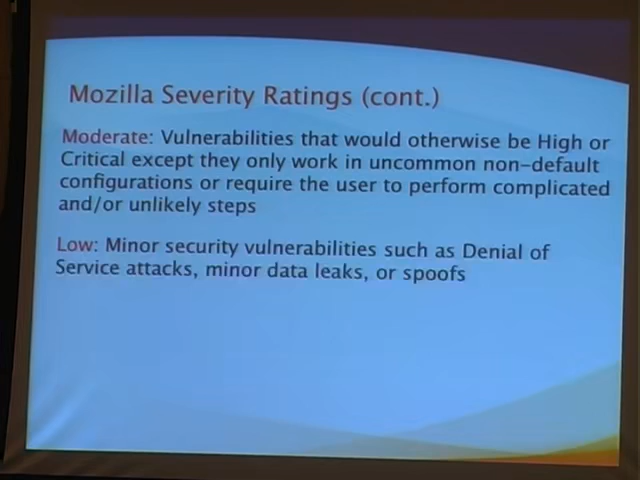 Mozilla Severity Ratings (cont.)
Moderate: Vulnerabilities that would otherwise be High or
Critical except they only work in uncommon non-default
configurations or require the user to perform complicated
and/or unlikely steps
Low: Minor security vulnerabilities such as Denial of
Service attacks, minor data leaks, or spoofs